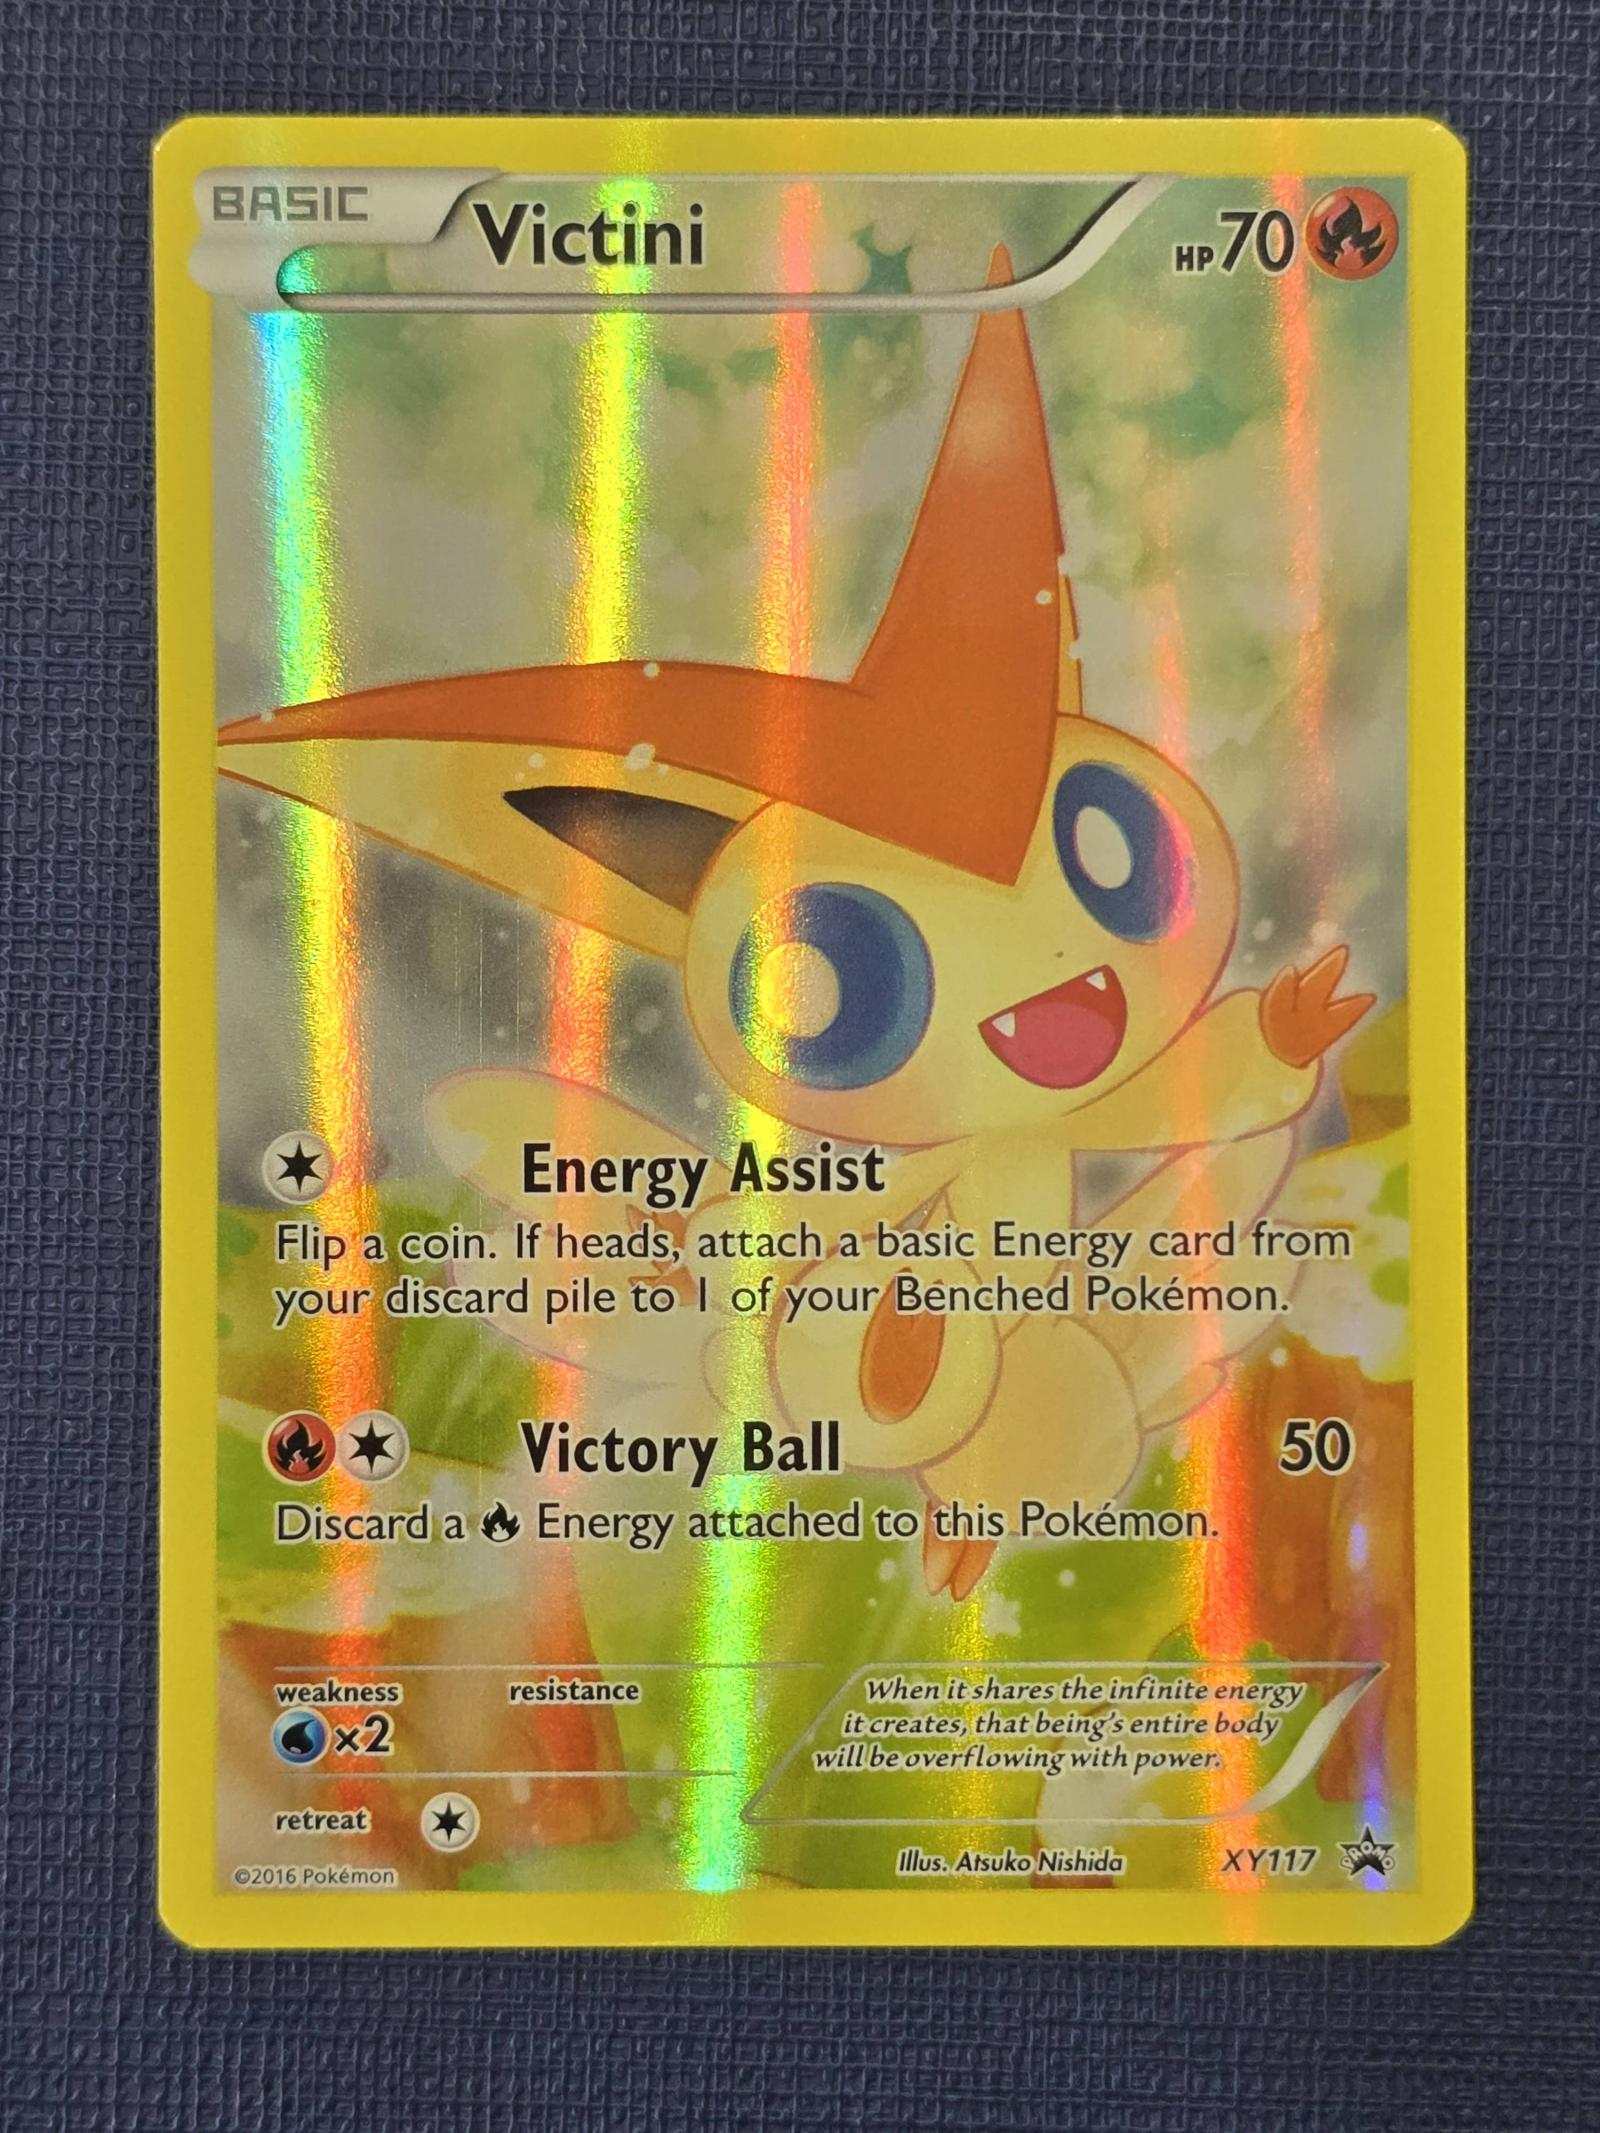 BASIC
Victini
HP70
Energy Assist
Flip a coin. If heads, attach a basic Energy card from
your discard pile to 1 of your Benched Pokémon.
Victory Ball 50
Discard a Energy attached to this Pokémon.
weakness resistance
×2
When it shares the infinite energy
it creates, that being's entire body
will be overflowing with power.
retreat
©2016 Pokémon
Illus. Atsuko Nishida
XY117
PROMO